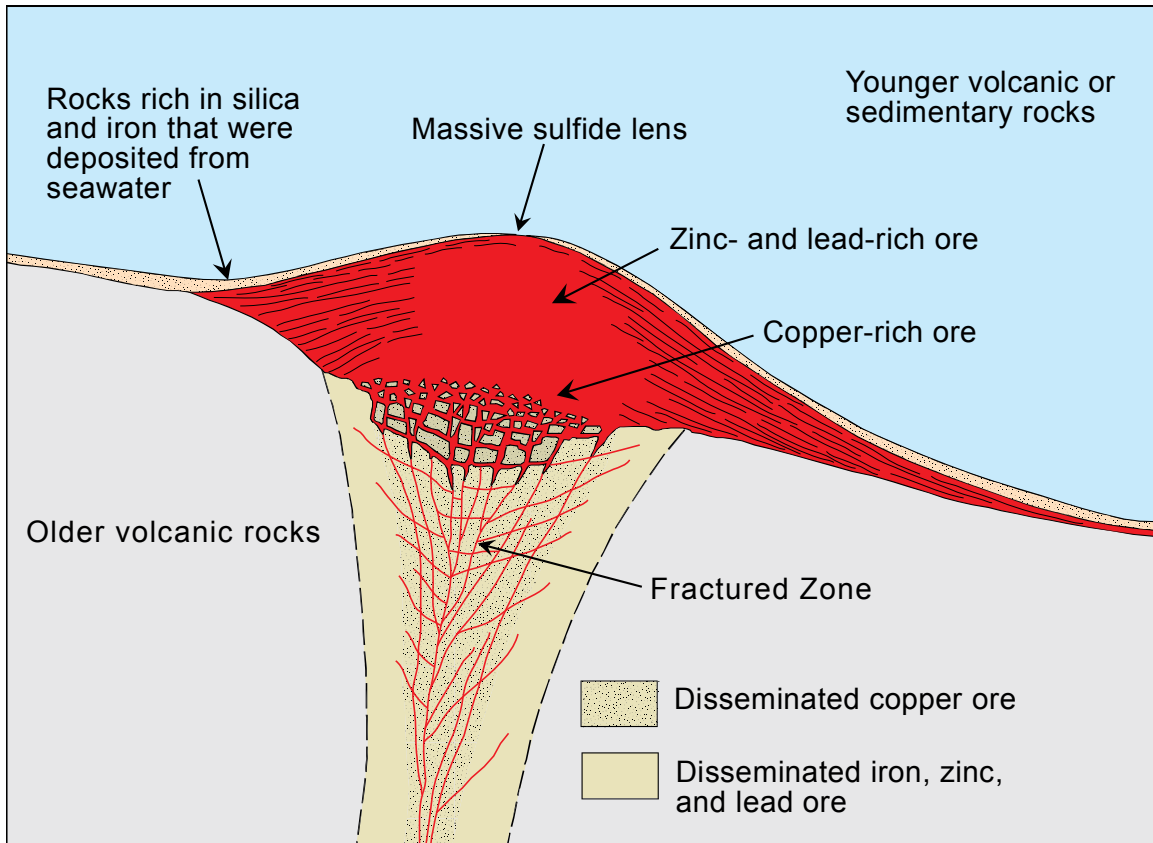 Rocks rich in silica
and iron that were
deposited from
seawater
Massive sulfide lens
Younger volcanic or
sedimentary rocks
Zinc- and lead-rich ore
Copper-rich ore
Older volcanic rocks
Fractured Zone
Disseminated copper ore
Disseminated iron, zinc,
and lead ore